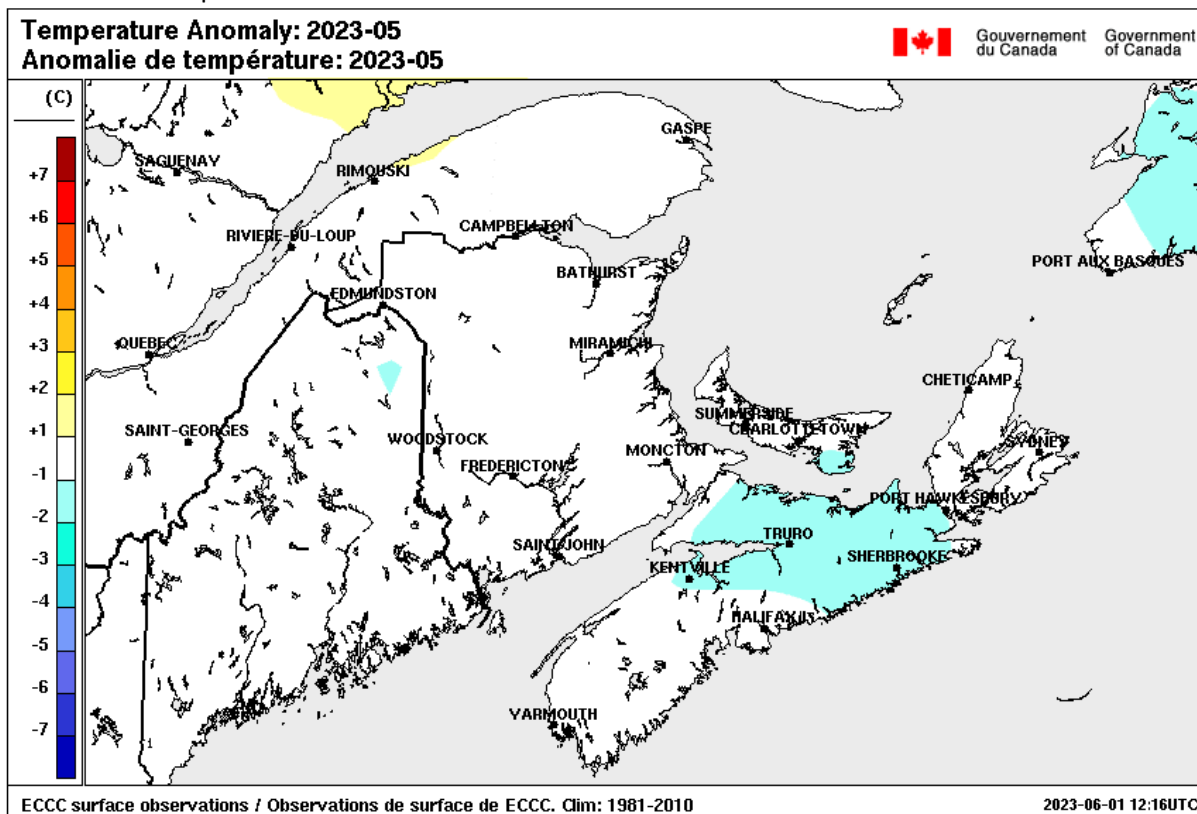 Temperature Anomaly: 2023-05
Anomalie de température: 2023-05
Gouvernement du Canada
Government of Canada
(C)
+7
+6
+5
+4
+3
+2
+1
-1
-2
-3
-4
-5
-6
-7
SAGUENAY
RIMOUSKI
GASPE
RIVIERE-DU-LOUP
CAMPBELLTON
BATHURST
PORT AUX BASQUES
EDMUNDSTON
QUEBEC
MIRAMICHI
CHETICAMP
SUMMERSIDE
CHARLOTTETOWN
SAINT-GEORGES
WOODSTOCK
FREDERICTON
MONCTON
SYDNEY
PORT HAWKESBURY
TRURO
SAINT JOHN
SHERBROOKE
KENTVILLE
HALIFAX
YARMOUTH
ECCC surface observations / Observations de surface de ECCC. Clim: 1981-2010
2023-06-01 12:16UTC